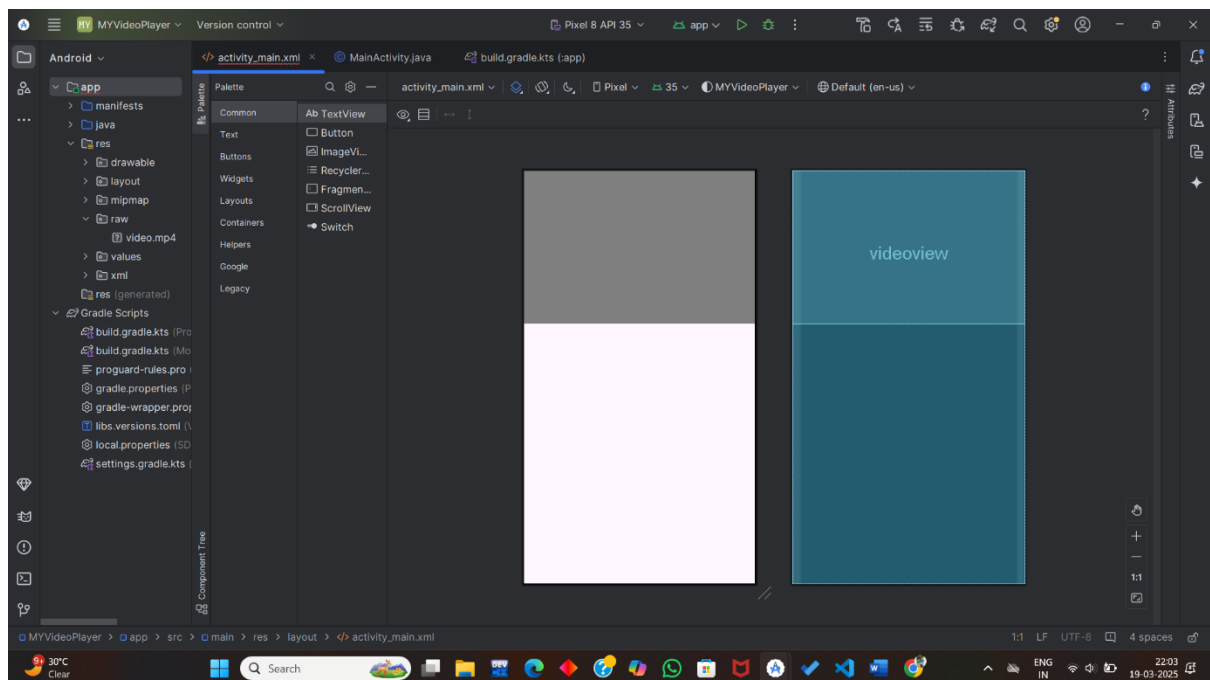 MY MYVideoPlayer Version control Pixel 8 API 35 app
Android activity_main.xml MainActivity.java build.gradle.kts (:app)
app
manifests
java
res
drawable
layout
mipmap
raw
video.mp4
values
xml
res (generated)
Gradle Scripts
build.gradle.kts (Pro
build.gradle.kts (Mo
proguard-rules.pro
gradle.properties (P
gradle-wrapper.prop
libs.versions.toml (V
local.properties (SD
settings.gradle.kts (
Palette
Component Tree
Palette
Common
Text
Buttons
Widgets
Layouts
Containers
Helpers
Google
Legacy
Ab TextView
Button
ImageVi...
Recycler...
Fragmen...
ScrollView
Switch
activity_main.xml Pixel 35 MYVideoPlayer Default (en-us)
?
videoview
Attributes
1:1
MYVideoPlayer > app > src > main > res > layout > activity_main.xml 1:1 LF UTF-8 4 spaces
9+ 30°C
Clear
Search
DEV
ENG
IN
22:03
19-03-2025